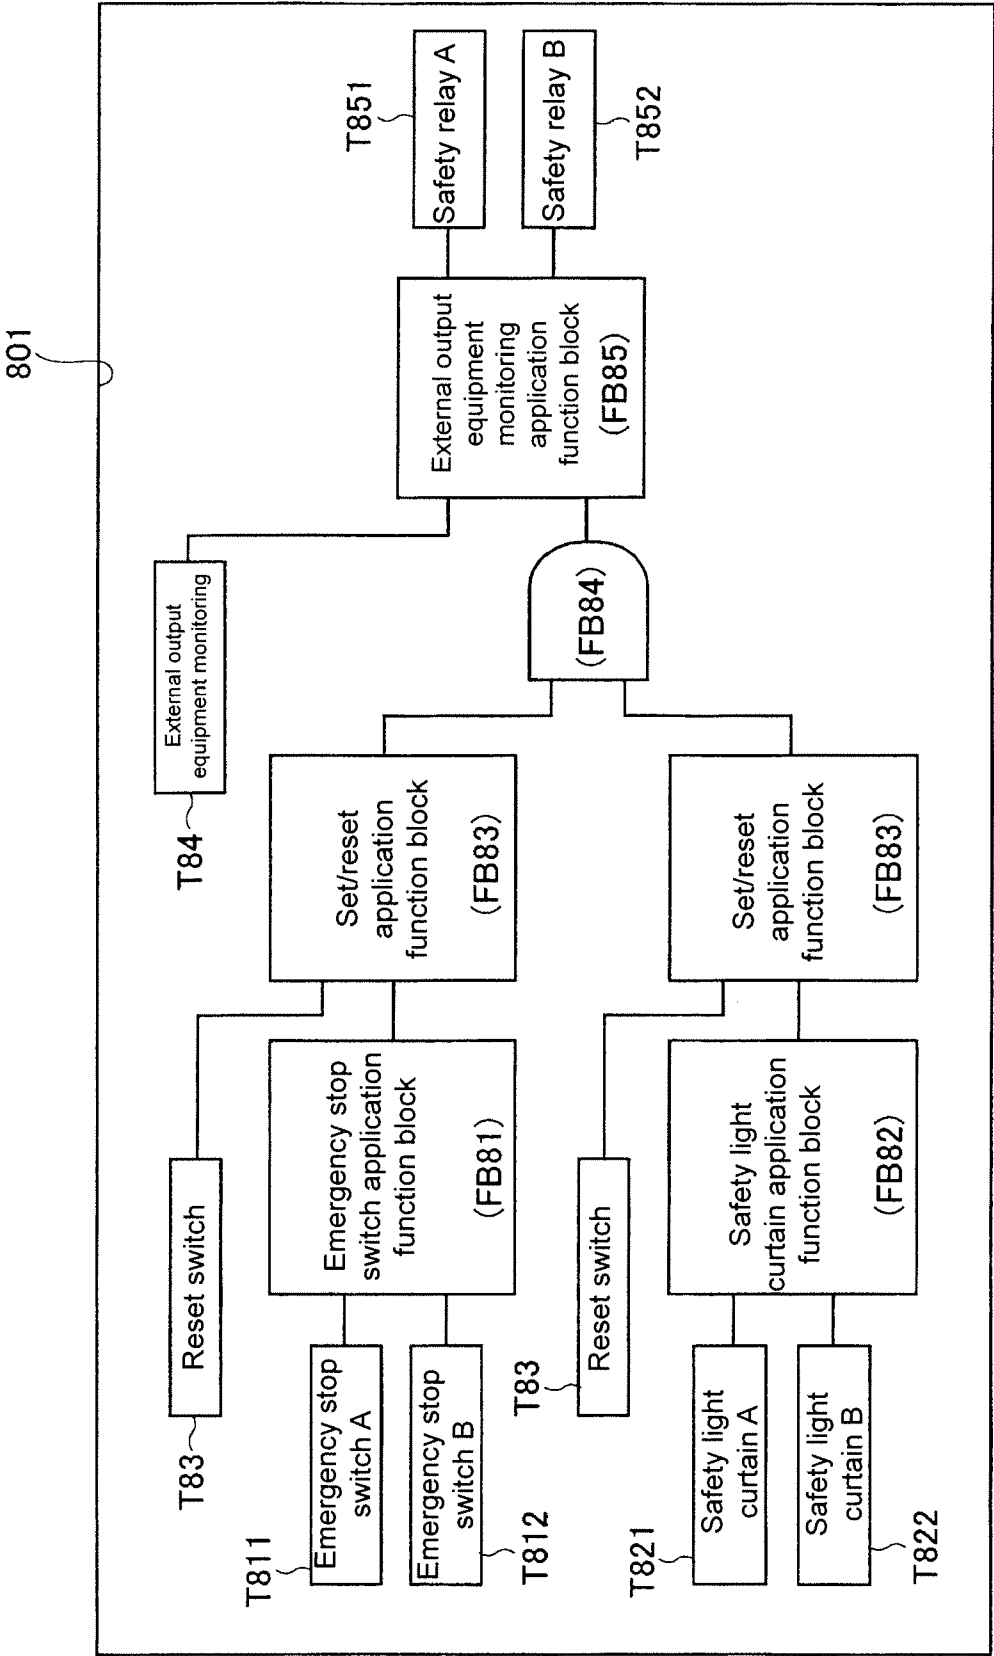 801
T84
External output
equipment monitoring
T851
Safety relay A
Safety relay B
T852
External output
equipment
monitoring
application
function block
(FB85)
(FB84)
T83
Reset switch
T811
Emergency stop
switch A
Emergency stop
switch B
T812
Emergency stop
switch application
function block
(FB81)
Set/reset
application
function block
(FB83)
T83
Reset switch
T821
Safety light
curtain A
Safety light
curtain B
T822
Safety light
curtain application
function block
(FB82)
Set/reset
application
function block
(FB83)